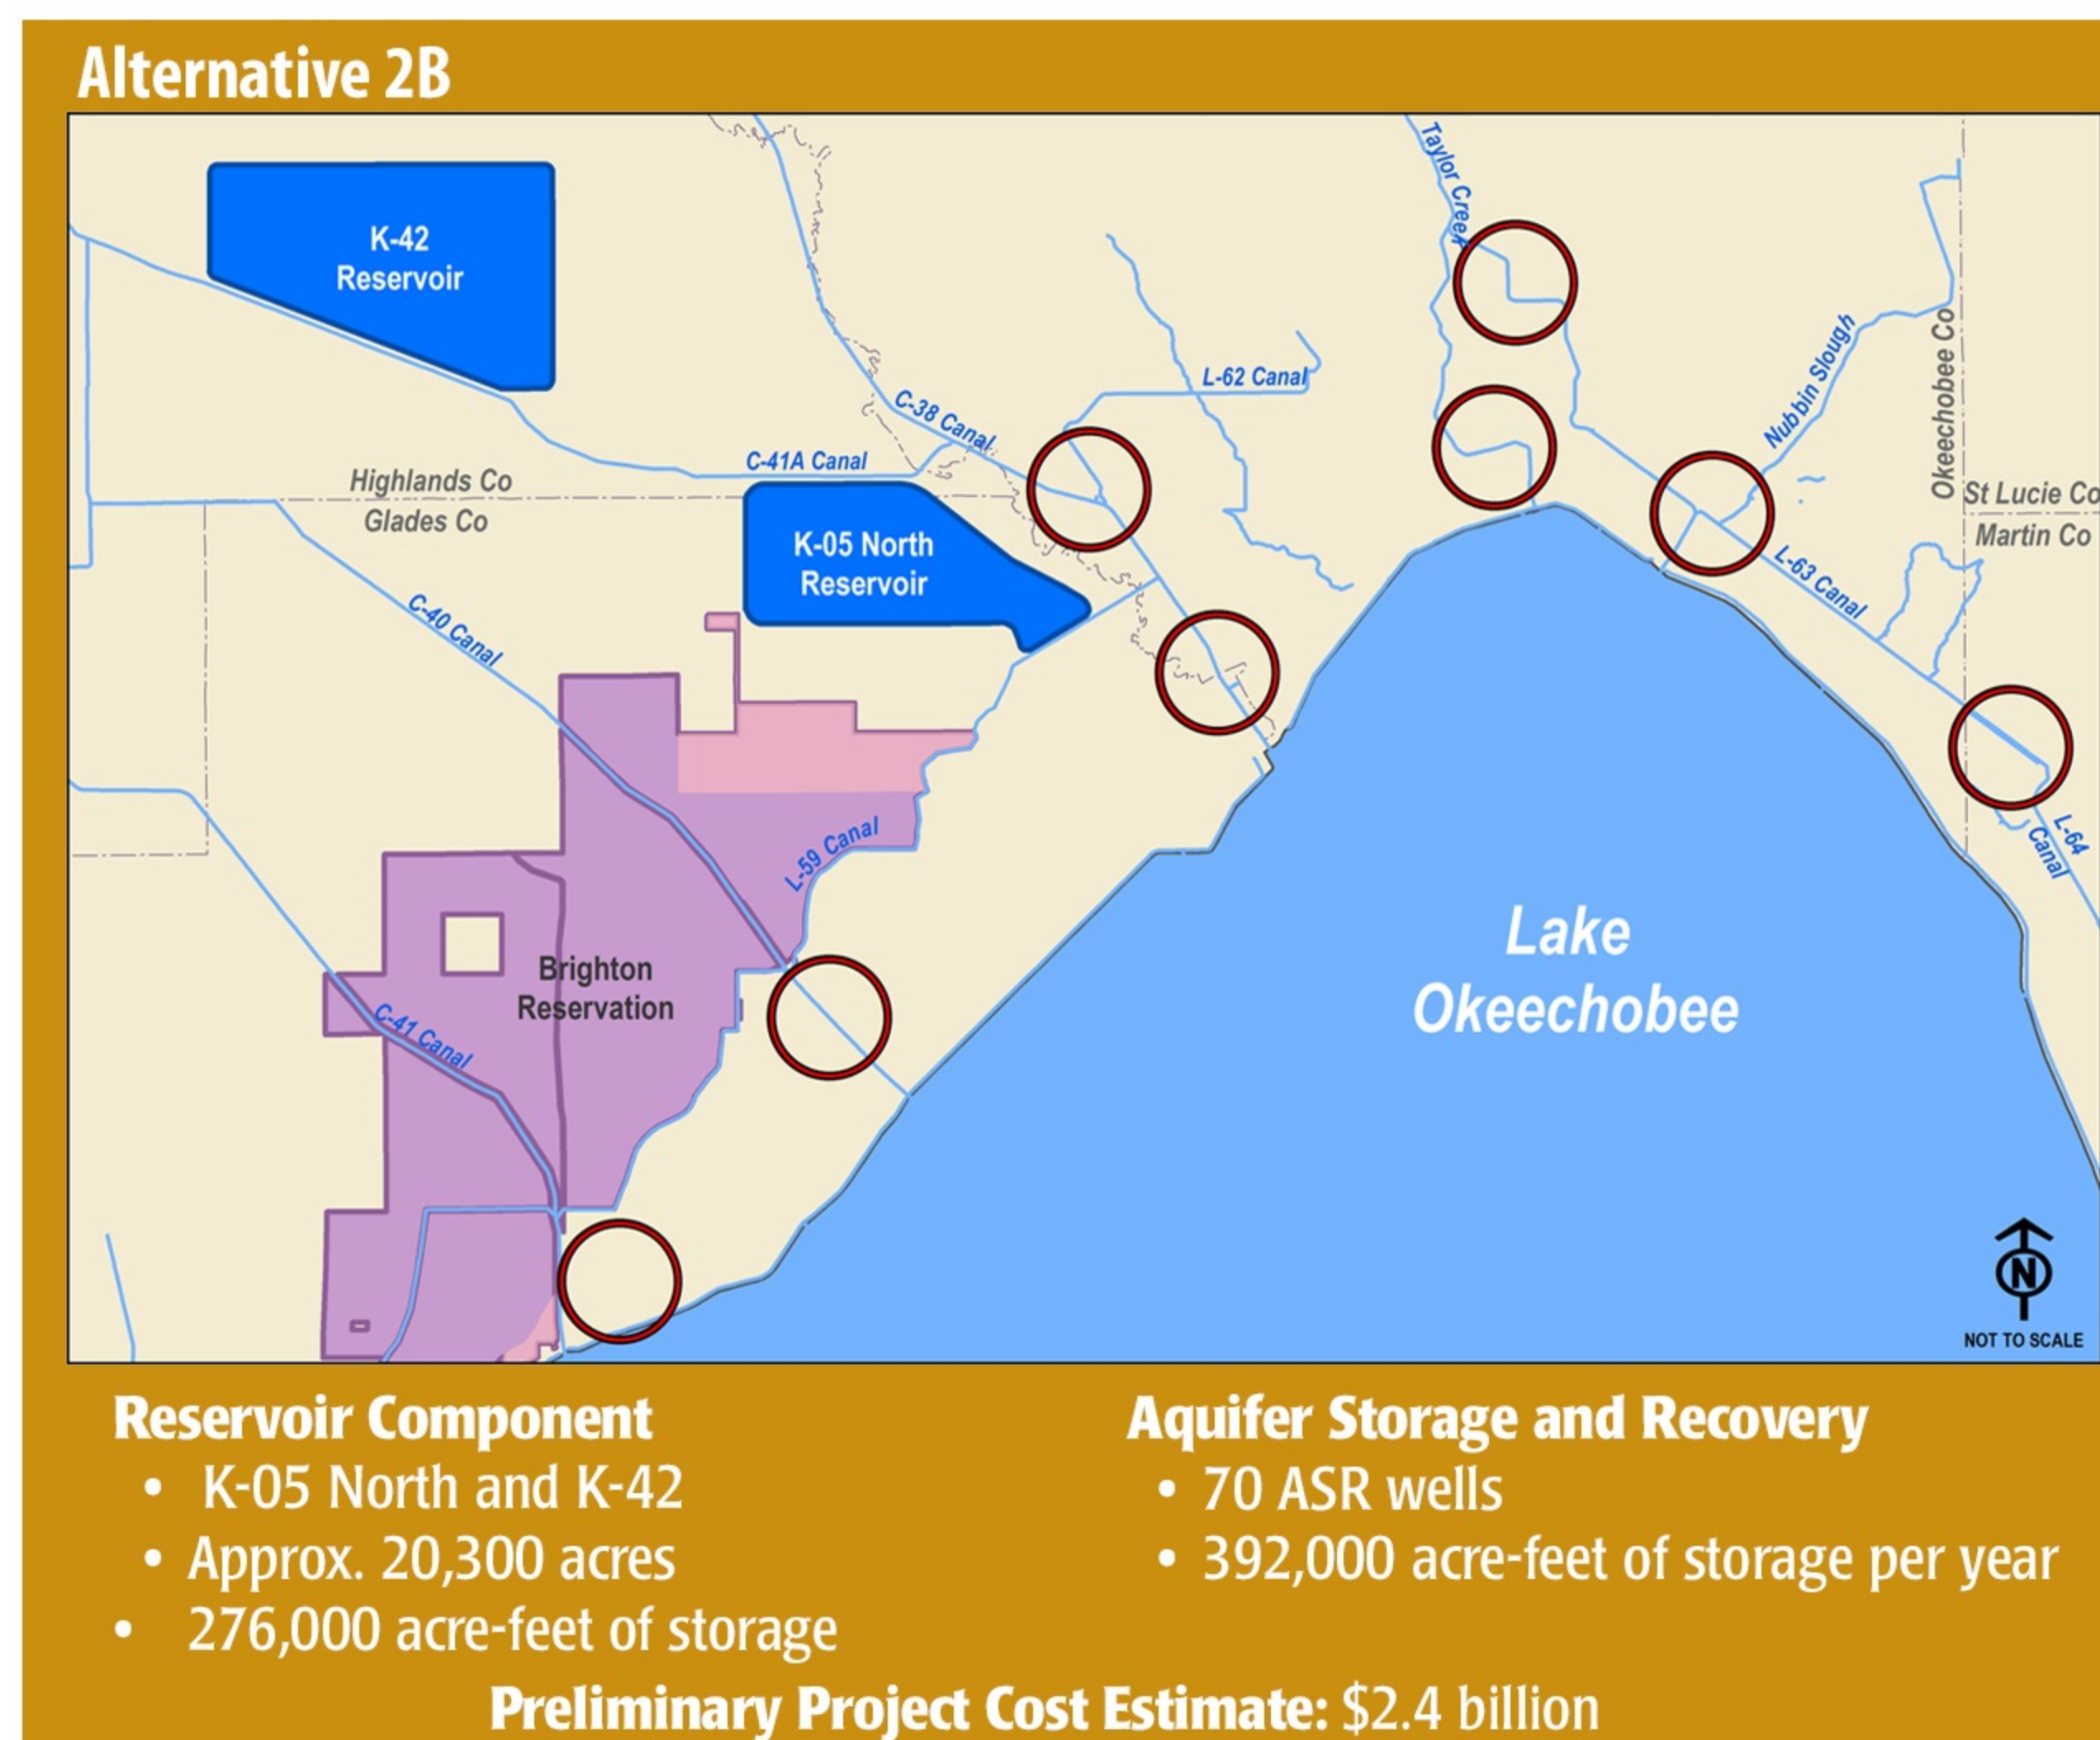 Alternative 2B
K-42
Reservoir
Taylor Creek
L-62 Canal
C-38 Canal
Nubbin Slough
Okeechobee Co
C-41A Canal
Highlands Co
Glades Co
St Lucie Co
Martin Co
K-05 North
Reservoir
L-63 Canal
C-40 Canal
L-59 Canal
L-64
Canal
Lake
Okeechobee
Brighton
Reservation
C-41 Canal
N
NOT TO SCALE
Reservoir Component
• K-05 North and K-42
• Approx. 20,300 acres
• 276,000 acre-feet of storage
Aquifer Storage and Recovery
• 70 ASR wells
• 392,000 acre-feet of storage per year
Preliminary Project Cost Estimate: $2.4 billion